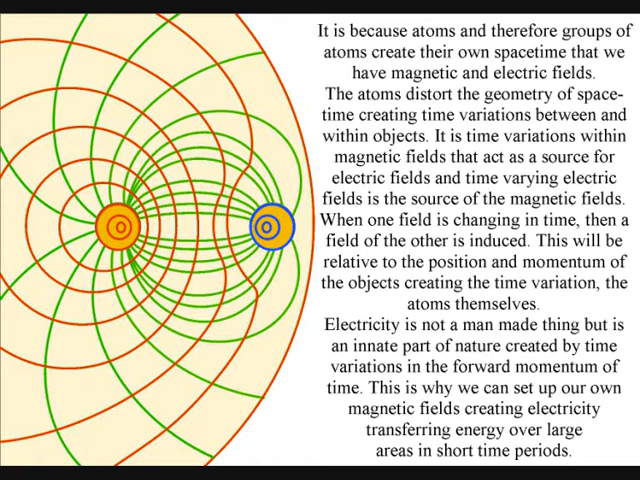 It is because atoms and therefore groups of
atoms create their own spacetime that we
have magnetic and electric fields.
The atoms distort the geometry of space-
time creating time variations between and
within objects. It is time variations within
magnetic fields that act as a source for
electric fields and time varying electric
fields is the source of the magnetic fields.
When one field is changing in time, then a
field of the other is induced. This will be
relative to the position and momentum of
the objects creating the time variation, the
atoms themselves.
Electricity is not a man made thing but is
an innate part of nature created by time
variations in the forward momentum of
time. This is why we can set up our own
magnetic fields creating electricity
transferring energy over large
areas in short time periods.